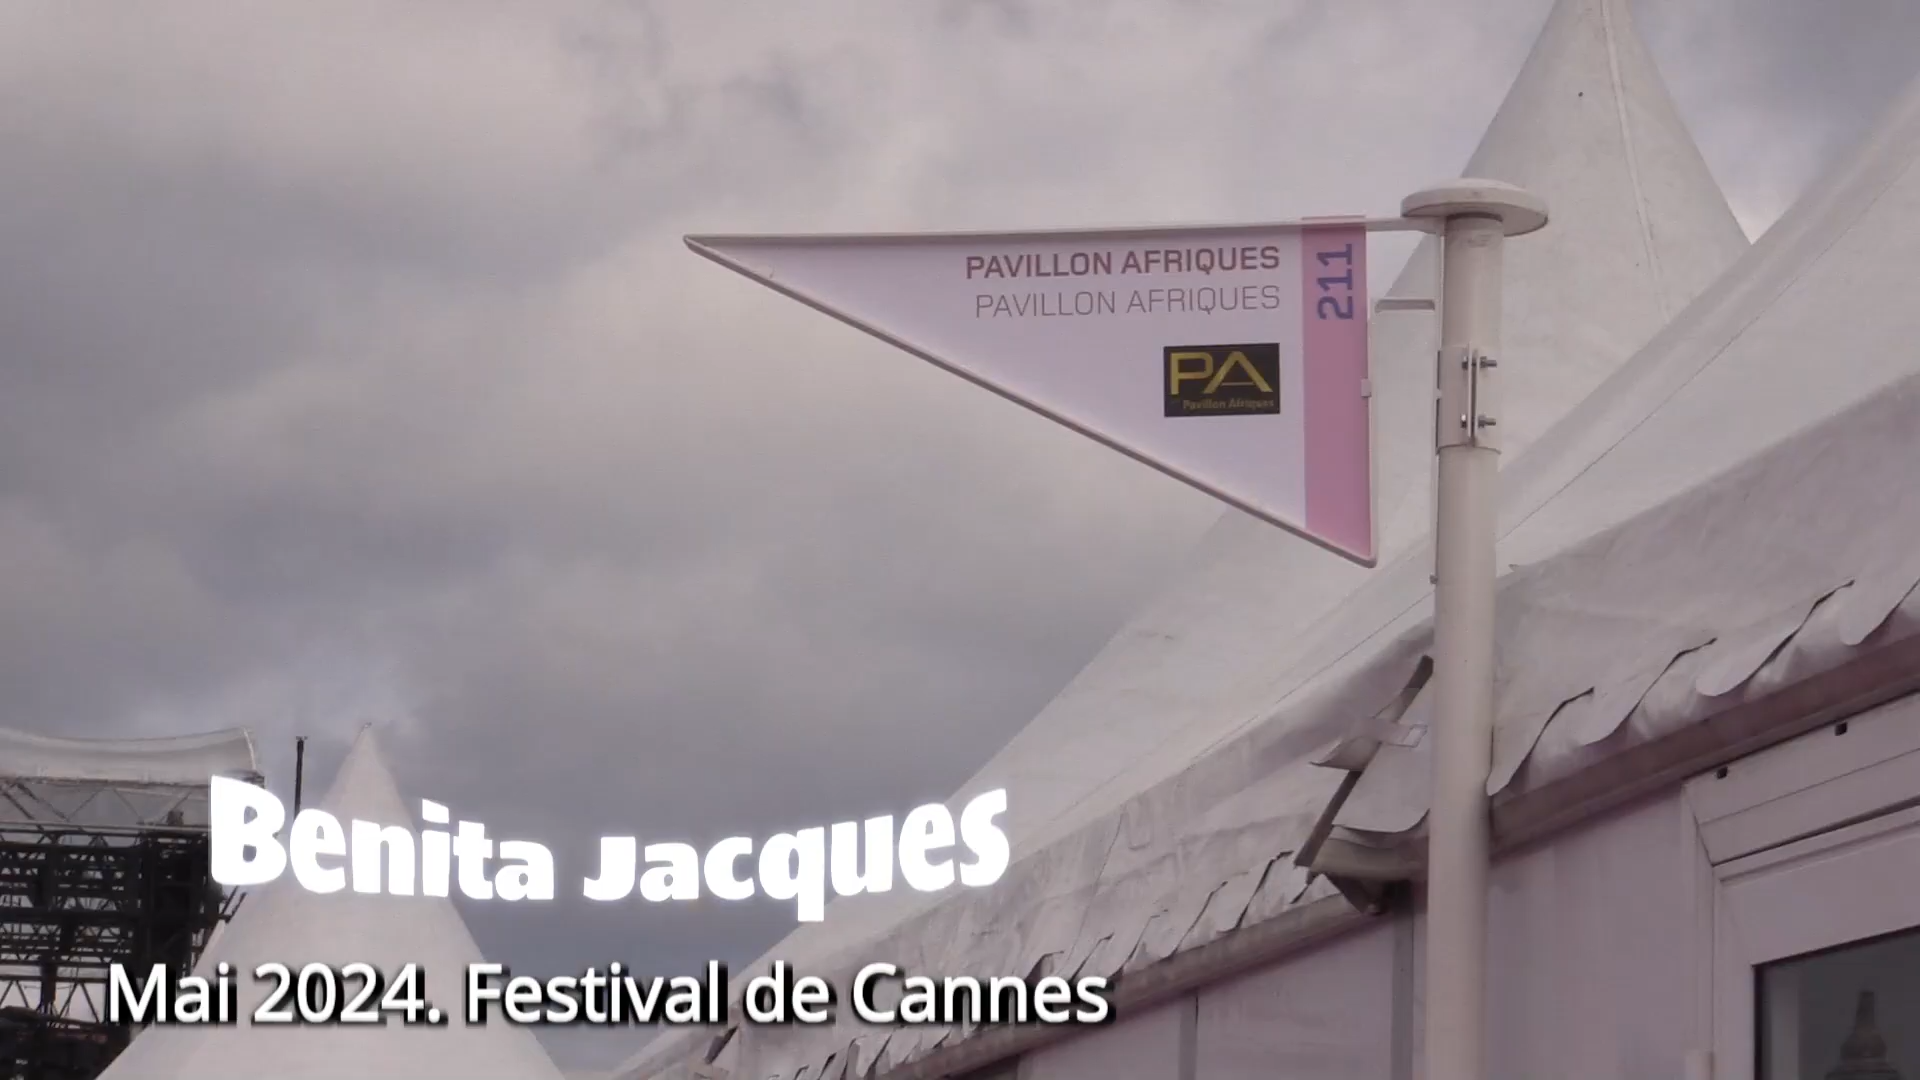 PAVILLON AFRIQUES
PAVILLON AFRIQUES
211
PA
Pavillon Afriques
Benita Jacques
Mai 2024. Festival de Cannes